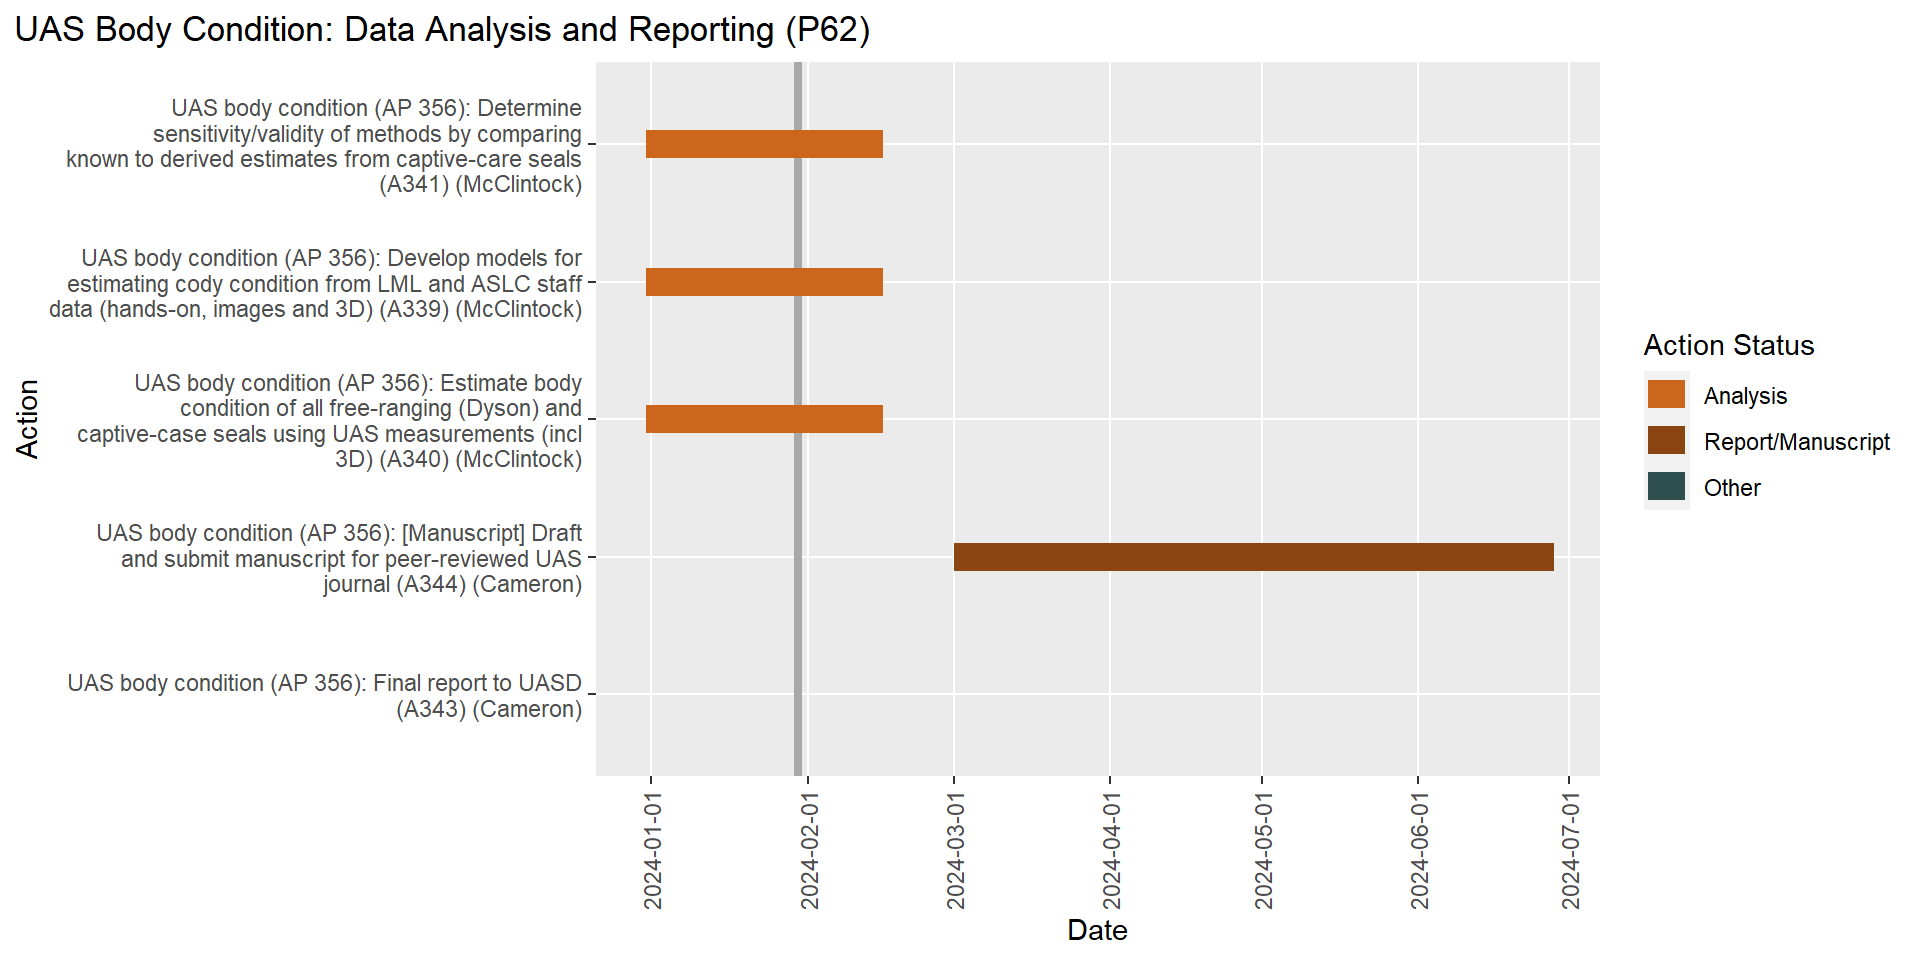 UAS Body Condition: Data Analysis and Reporting (P62)
UAS body condition (AP 356): Determine
sensitivity/validity of methods by comparing
known to derived estimates from captive-care seals
(A341) (McClintock)
UAS body condition (AP 356): Develop models for
estimating cody condition from LML and ASLC staff
data (hands-on, images and 3D) (A339) (McClintock)
UAS body condition (AP 356): Estimate body
condition of all free-ranging (Dyson) and
captive-case seals using UAS measurements (incl
3D) (A340) (McClintock)
UAS body condition (AP 356): [Manuscript] Draft
and submit manuscript for peer-reviewed UAS
journal (A344) (Cameron)
UAS body condition (AP 356): Final report to UASD
(A343) (Cameron)
Action
2024-01-01
2024-02-01
2024-03-01
2024-04-01
2024-05-01
2024-06-01
2024-07-01
Date
Action Status
Analysis
Report/Manuscript
Other